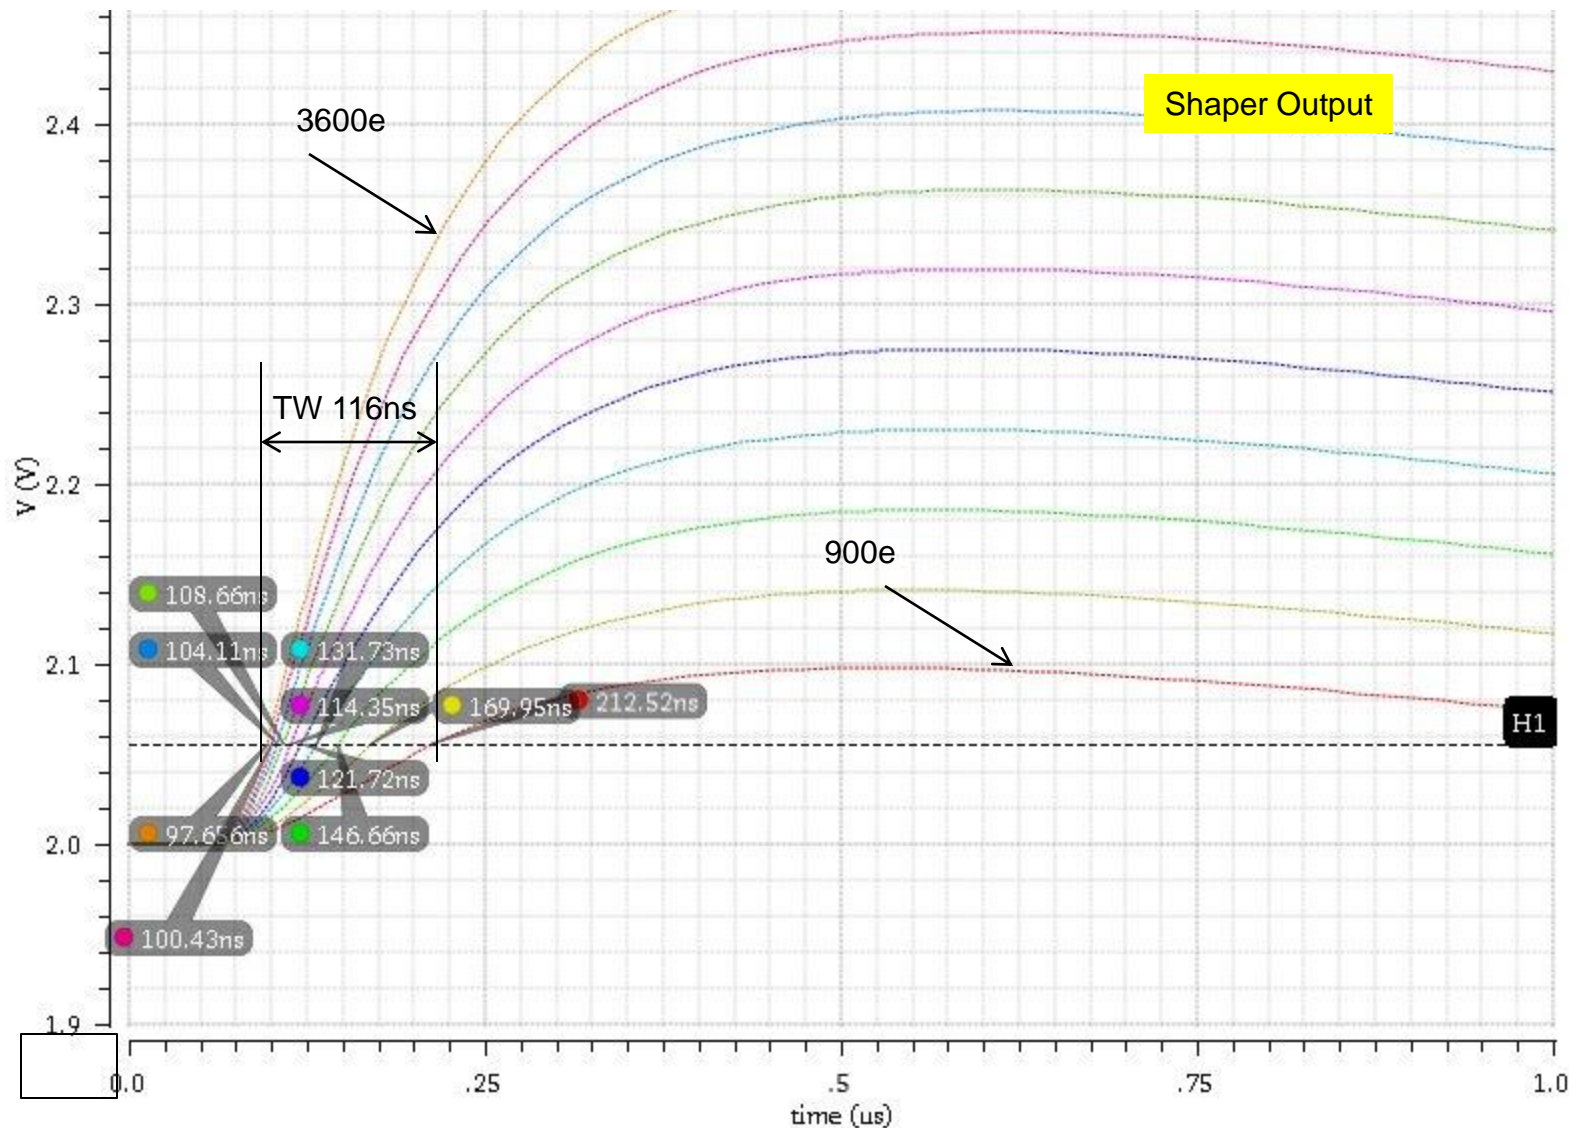 Shaper Output
3600e
2.4
2.3
TW 116ns
V (V)
2.2
900e
108.66ns
104.11ns
131.73ns
2.1
114.35ns
169.95ns
212.52ns
H1
121.72ns
2.0
97.656ns
146.66ns
100.43ns
1.9
0.0
.25
.5
.75
1.0
time (us)